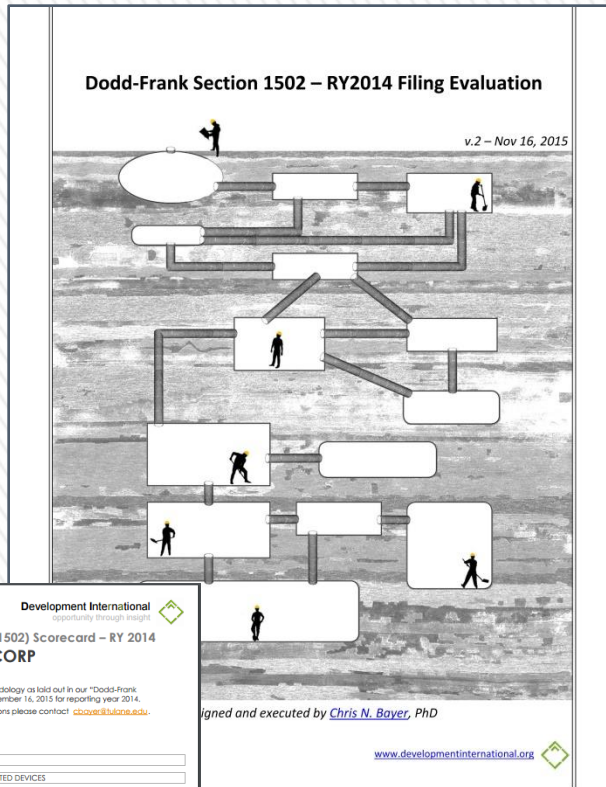 Dodd-Frank Section 1502 – RY2014 Filing Evaluation
v.2 – Nov 16, 2015
Development International
opportunity through insight
1502) Scorecard – RY 2014
CORP
dology as laid out in our "Dodd-Frank
ember 16, 2015 for reporting year 2014.
ns please contact cbayer@tulane.edu.
TED DEVICES
igned and executed by Chris N. Bayer, PhD
www.developmentinternational.org